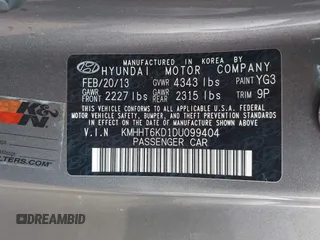 MANUFACTURED IN KOREA BY
HYUNDAI MOTOR COMPANY
FEB/20/13 GVWR 4343 lbs PAINT YG3
GAWR FRONT 2227 lbs GAWR REAR 2315 lbs TRIM 9P
THIS VEHICLE CONFORMS TO ALL APPLICABLE U.S. FEDERAL
MOTOR VEHICLE SAFETY, BUMPER, AND THEFT PREVENTION
STANDARDS IN EFFECT ON THE DATE OF MANUFACTURE
SHOWN ABOVE.
V.I.N KMHHT6KD1DU099404
PASSENGER CAR
K&N
LTERS.COM
DREAMBID